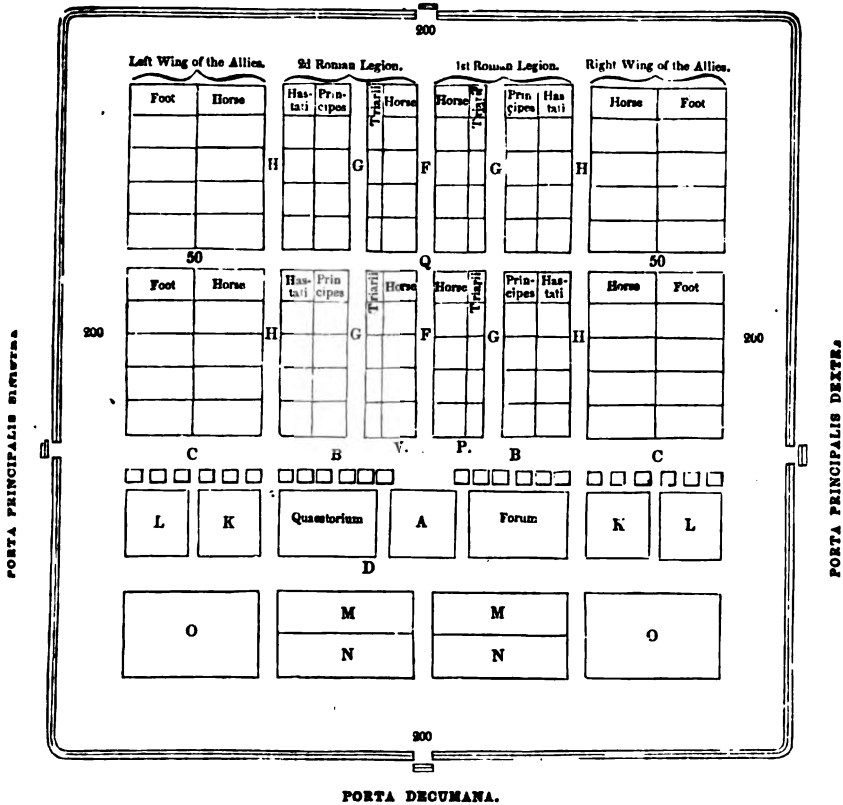 200
Left Wing of the Allies. 2d Roman Legion. 1st Roman Legion. Right Wing of the Allies.
Foot Horse Has- Prin- Triarii Horse Horse Triarii Prin Has Horse Foot
tati cipes cipes tati
H G F G H
50 Q 50
Foot Horse Has- Prin Triarii Horse Horse Triarii Prin- Has- Horse Foot
tati cipes cipes tati
200 H G F G H 200
PORTA PRINCIPALIS
PORTA PRINCIPALIS DEXTRA
C B V. P. B C
L K Quaestorium A Forum K L
D
O M M O
N N
200
PORTA DECUMANA.